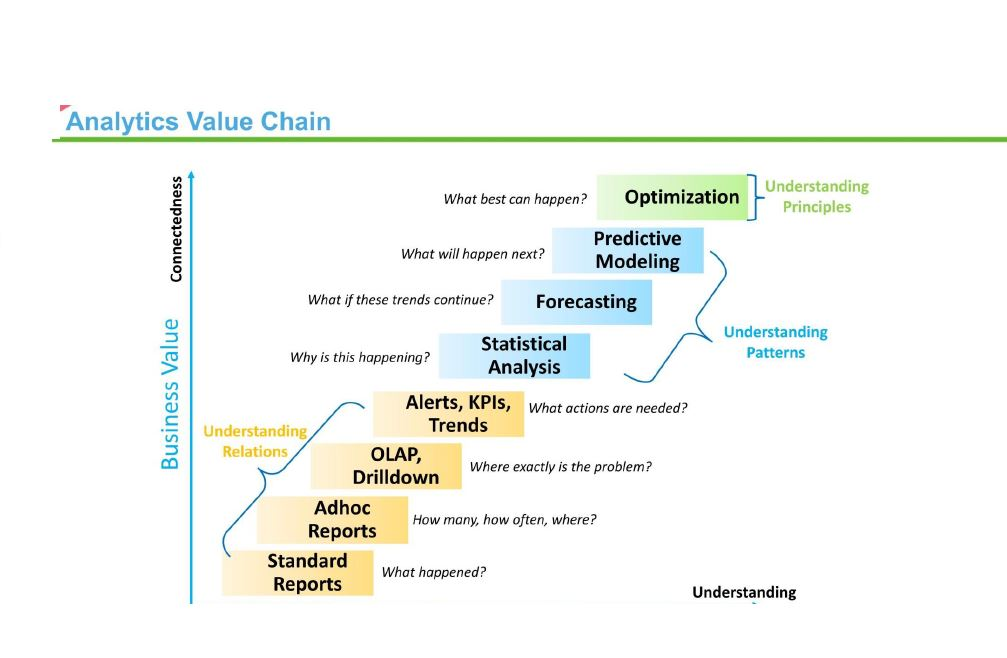 Analytics Value Chain
Connectedness
Business Value
What best can happen?
Optimization
Understanding
Principles
What will happen next?
Predictive
Modeling
What if these trends continue?
Forecasting
Understanding
Patterns
Why is this happening?
Statistical
Analysis
Alerts, KPIs,
Trends
What actions are needed?
Understanding
Relations
OLAP,
Drilldown
Where exactly is the problem?
Adhoc
Reports
How many, how often, where?
Standard
Reports
What happened?
Understanding